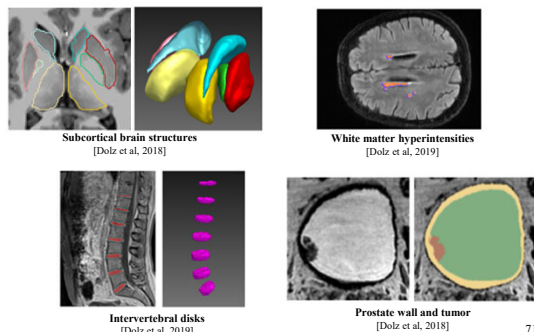 Subcortical brain structures
[Dolz et al, 2018]
White matter hyperintensities
[Dolz et al, 2019]
Intervertebral disks
[Dolz et al., 2019]
Prostate wall and tumor
[Dolz et al, 2018]